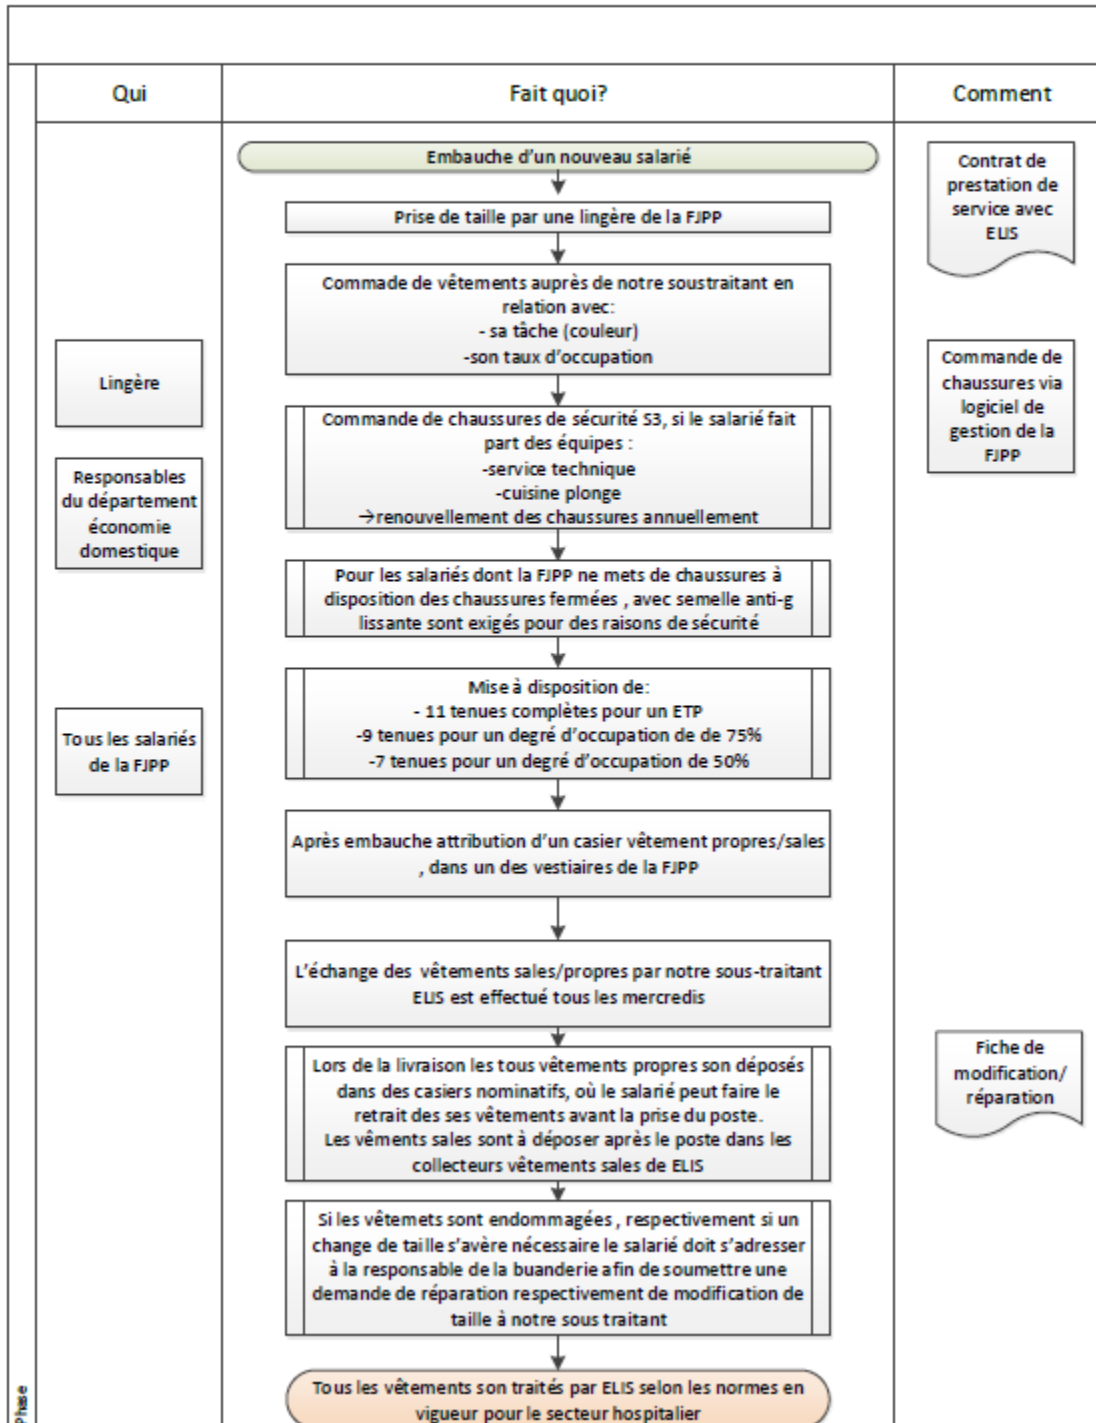 Qui
Fait quoi?
Comment
Embauche d'un nouveau salarié
Contrat de
prestation de
service avec
ELIS
Prise de taille par une lingère de la FJPP
Commade de vêtements auprès de notre soustraitant en
relation avec:
- sa tâche (couleur)
-son taux d'occupation
Lingère
Commande de
chaussures via
logiciel de
gestion de la
FJPP
Commande de chaussures de sécurité S3, si le salarié fait
part des équipes :
-service technique
-cuisine plonge
→renouvellement des chaussures annuellement
Responsables
du département
économie
domestique
Pour les salariés dont la FJPP ne mets de chaussures à
disposition des chaussures fermées , avec semelle anti-g
lissante sont exigés pour des raisons de sécurité
Mise à disposition de:
- 11 tenues complètes pour un ETP
-9 tenues pour un degré d'occupation de de 75%
-7 tenues pour un degré d'occupation de 50%
Tous les salariés
de la FJPP
Après embauche attribution d'un casier vêtement propres/sales
, dans un des vestiaires de la FJPP
L'échange des vêtements sales/propres par notre sous-traitant
ELIS est effectué tous les mercredis
Lors de la livraison les tous vêtements propres son déposés
dans des casiers nominatifs, où le salarié peut faire le
retrait des ses vêtements avant la prise du poste.
Les vêments sales sont à déposer après le poste dans les
collecteurs vêtements sales de ELIS
Fiche de
modification/
réparation
Si les vêtemets sont endommagées , respectivement si un
change de taille s'avère nécessaire le salarié doit s'adresser
à la responsable de la buanderie afin de soumettre une
demande de réparation respectivement de modification de
taille à notre sous traitant
Tous les vêtements son traités par ELIS selon les normes en
vigueur pour le secteur hospitalier
Phase